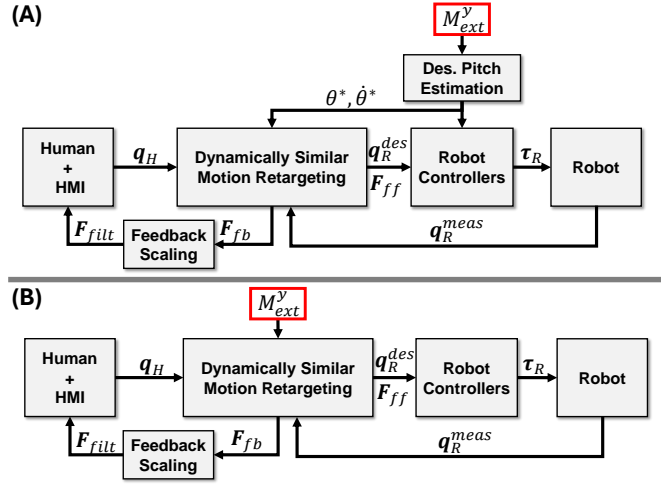 (A)
M_ext^y
Des. Pitch
Estimation
θ*, θ̇*
Human
+
HMI
q_H
Dynamically Similar
Motion Retargeting
q_R^des
F_ff
Robot
Controllers
τ_R
Robot
F_filt
Feedback
Scaling
F_fb
q_R^meas
(B)
M_ext^y
Human
+
HMI
q_H
Dynamically Similar
Motion Retargeting
q_R^des
F_ff
Robot
Controllers
τ_R
Robot
F_filt
Feedback
Scaling
F_fb
q_R^meas